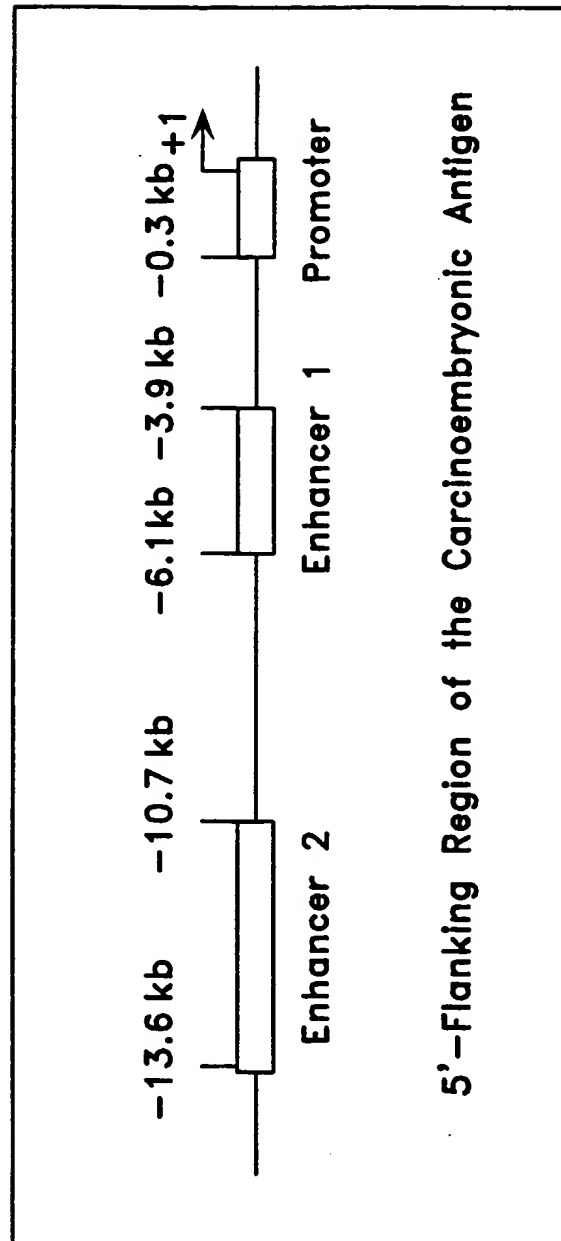 −13.6 kb −10.7 kb −6.1 kb −3.9 kb −0.3 kb +1
Enhancer 2 Enhancer 1 Promoter
5'−Flanking Region of the Carcinoembryonic Antigen